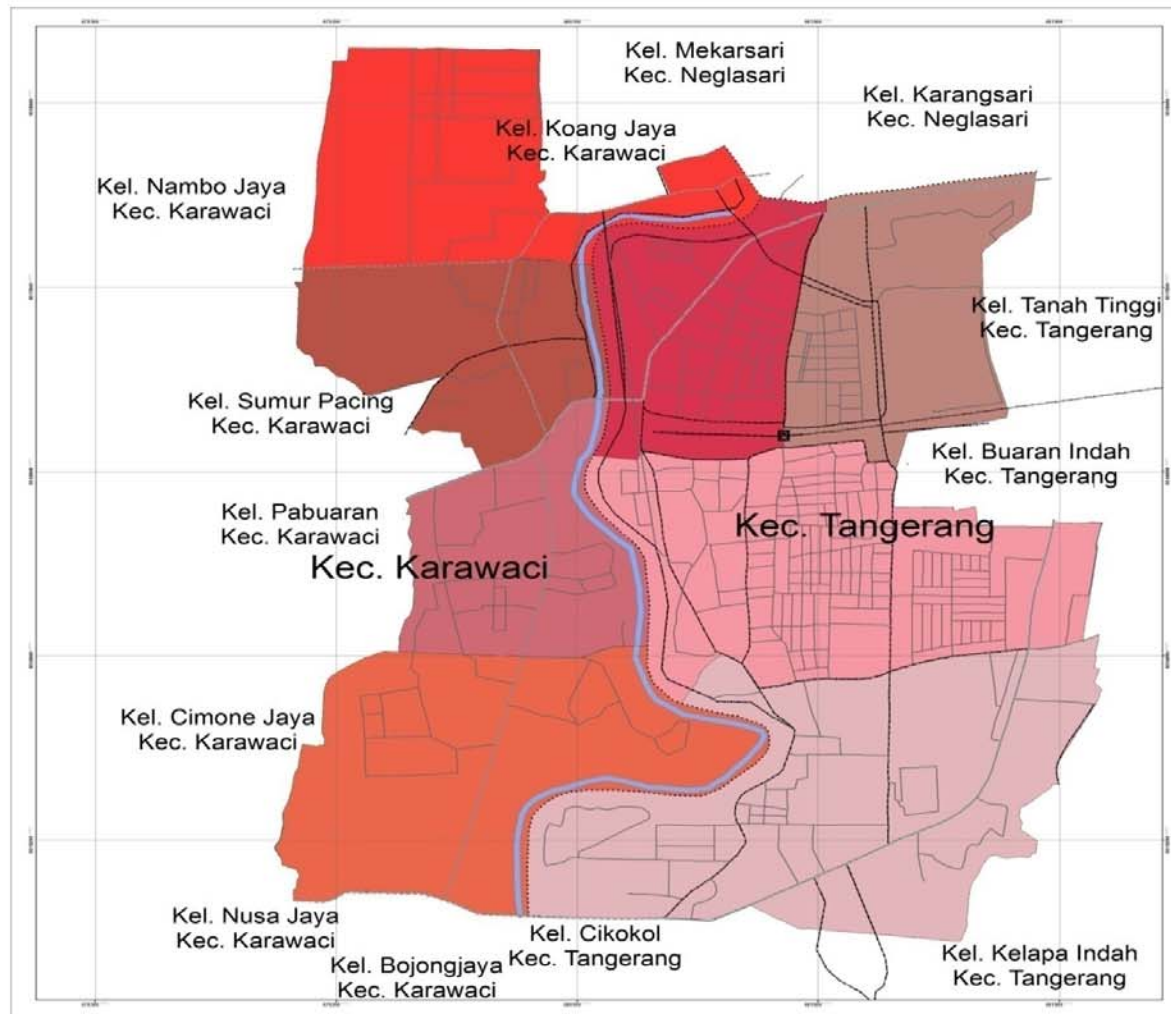 Kel. Mekarsari
Kec. Neglasari
Kel. Karangsari
Kec. Neglasari
Kel. Koang Jaya
Kec. Karawaci
Kel. Nambo Jaya
Kec. Karawaci
Kel. Tanah Tinggi
Kec. Tangerang
Kel. Sumur Pacing
Kec. Karawaci
Kel. Buaran Indah
Kec. Tangerang
Kel. Pabuaran
Kec. Karawaci
Kec. Tangerang
Kec. Karawaci
Kel. Cimone Jaya
Kec. Karawaci
Kel. Nusa Jaya
Kec. Karawaci
Kel. Bojongjaya
Kec. Karawaci
Kel. Cikokol
Kec. Tangerang
Kel. Kelapa Indah
Kec. Tangerang